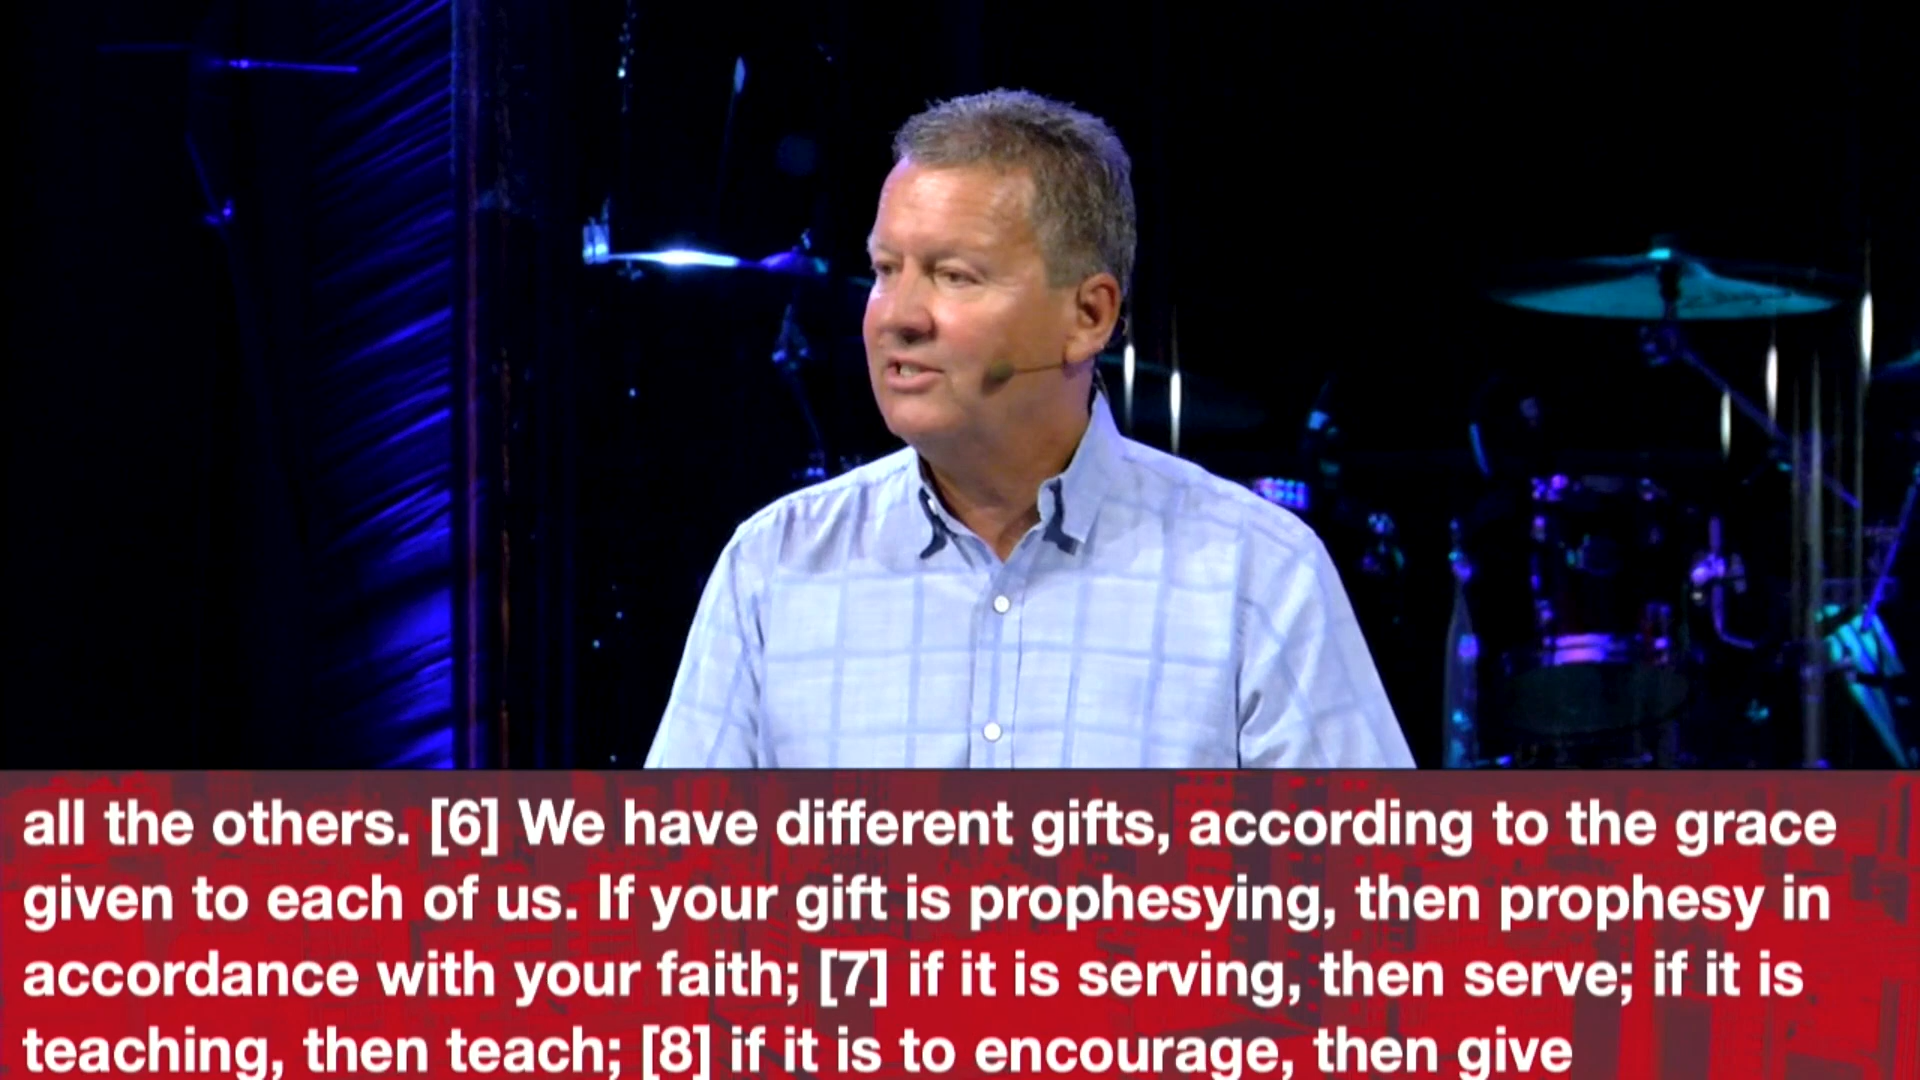 all the others. [6] We have different gifts, according to the grace
given to each of us. If your gift is prophesying, then prophesy in
accordance with your faith; [7] if it is serving, then serve; if it is
teaching, then teach; [8] if it is to encourage, then give